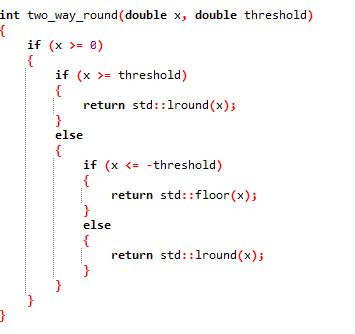 int two_way_round(double x, double threshold)
{
    if (x >= 0)
    {
        if (x >= threshold)
        {
            return std::lround(x);
        }
        else
        {
            if (x <= -threshold)
            {
                return std::floor(x);
            }
            else
            {
                return std::lround(x);
            }
        }
    }
}